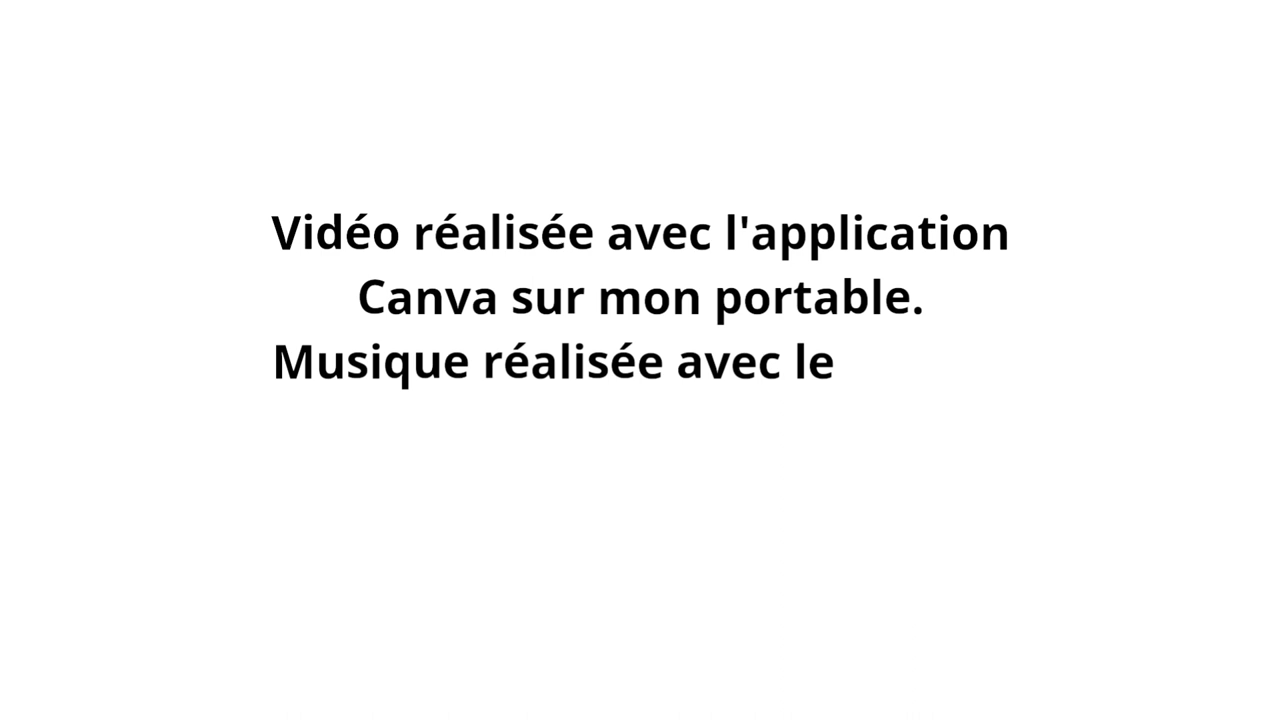 Vidéo réalisée avec l'application
Canva sur mon portable.
Musique réalisée avec le